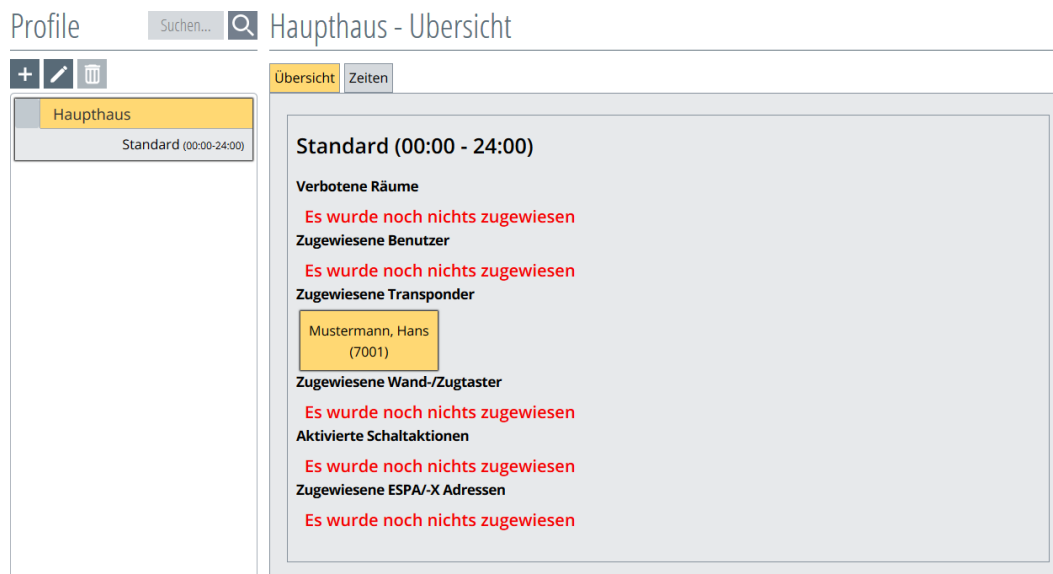 Profile
Suchen...
Haupthaus
Standard (00:00-24:00)
Haupthaus - Übersicht
Übersicht
Zeiten
Standard (00:00 - 24:00)
Verbotene Räume
Es wurde noch nichts zugewiesen
Zugewiesene Benutzer
Es wurde noch nichts zugewiesen
Zugewiesene Transponder
Mustermann, Hans
(7001)
Zugewiesene Wand-/Zugtaster
Es wurde noch nichts zugewiesen
Aktivierte Schaltaktionen
Es wurde noch nichts zugewiesen
Zugewiesene ESPA/-X Adressen
Es wurde noch nichts zugewiesen